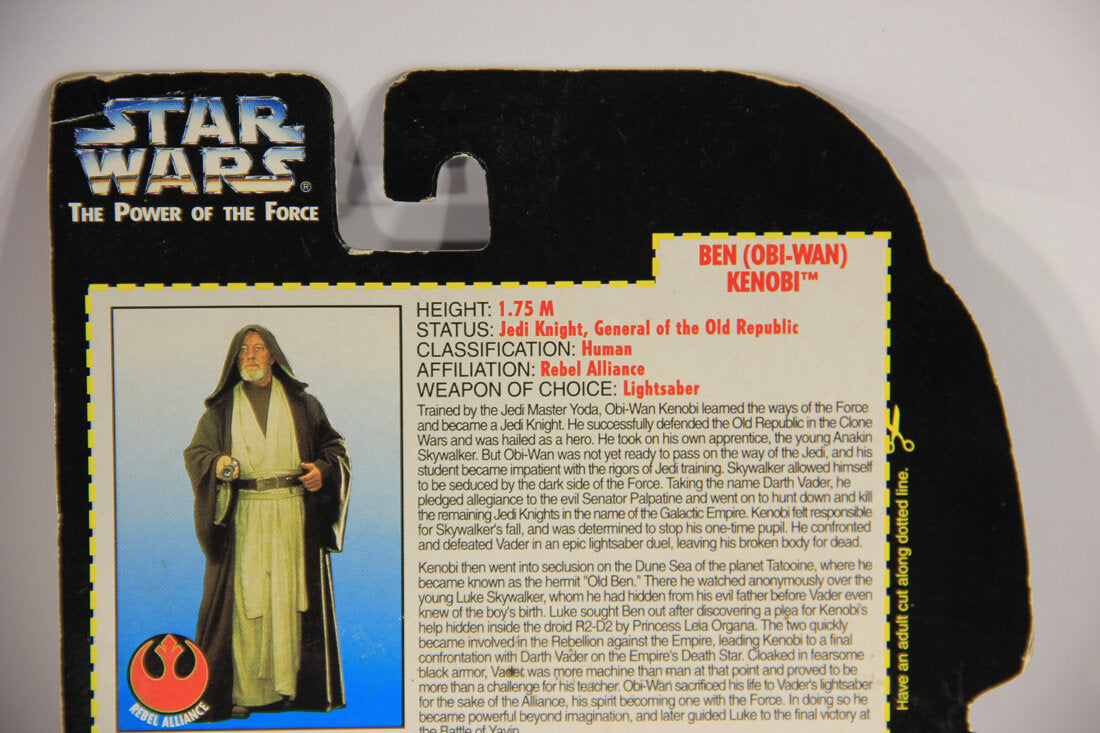 STAR
WARS®
THE POWER OF THE FORCE
BEN (OBI-WAN)
KENOBI™
HEIGHT: 1.75 M
STATUS: Jedi Knight, General of the Old Republic
CLASSIFICATION: Human
AFFILIATION: Rebel Alliance
WEAPON OF CHOICE: Lightsaber
Trained by the Jedi Master Yoda, Obi-Wan Kenobi learned the ways of the Force
and became a Jedi Knight. He successfully defended the Old Republic in the Clone
Wars and was hailed as a hero. He took on his own apprentice, the young Anakin
Skywalker. But Obi-Wan was not yet ready to pass on the way of the Jedi, and his
student became impatient with the rigors of Jedi training. Skywalker allowed himself
to be seduced by the dark side of the Force. Taking the name Darth Vader, he
pledged allegiance to the evil Senator Palpatine and went on to hunt down and kill
the remaining Jedi Knights in the name of the Galactic Empire. Kenobi felt responsible
for Skywalker's fall, and was determined to stop his one-time pupil. He confronted
and defeated Vader in an epic lightsaber duel, leaving his broken body for dead.
Kenobi then went into seclusion on the Dune Sea of the planet Tatooine, where he
became known as the hermit "Old Ben." There he watched anonymously over the
young Luke Skywalker, whom he had hidden from his evil father before Vader even
knew of the boy's birth. Luke sought Ben out after discovering a plea for Kenobi's
help hidden inside the droid R2-D2 by Princess Leia Organa. The two quickly
became involved in the Rebellion against the Empire, leading Kenobi to a final
confrontation with Darth Vader on the Empire's Death Star. Cloaked in fearsome
black armor, Vader was more machine than man at that point and proved to be
more than a challenge for his teacher. Obi-Wan sacrificed his life to Vader's lightsaber
for the sake of the Alliance, his spirit becoming one with the Force. In doing so he
became powerful beyond imagination, and later guided Luke to the final victory at
the Battle of Yavin.
REBEL ALLIANCE
Have an adult cut along dotted line.